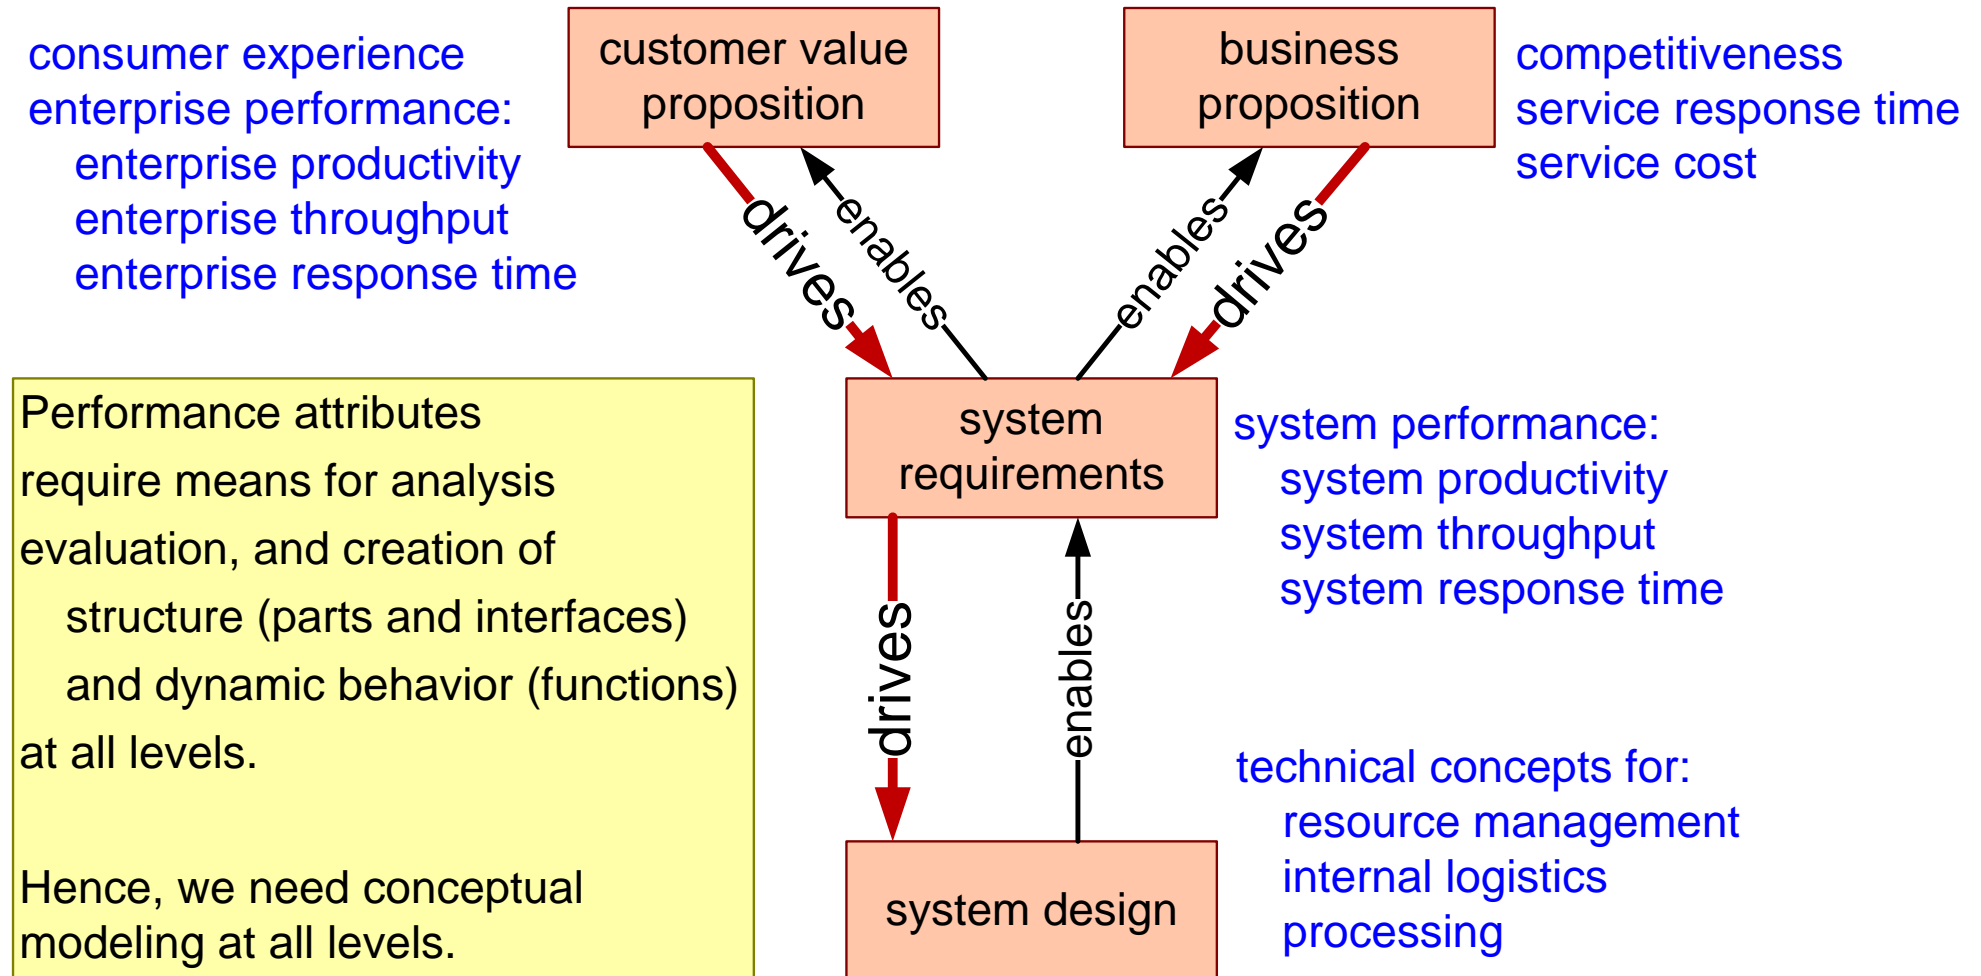 consumer experience
enterprise performance:
enterprise productivity
enterprise throughput
enterprise response time
customer value
proposition
business
proposition
competitiveness
service response time
service cost
drives
enables
enables
drives
Performance attributes
require means for analysis
evaluation, and creation of
structure (parts and interfaces)
and dynamic behavior (functions)
at all levels.
Hence, we need conceptual
modeling at all levels.
system
requirements
system performance:
system productivity
system throughput
system response time
drives
enables
system design
technical concepts for:
resource management
internal logistics
processing